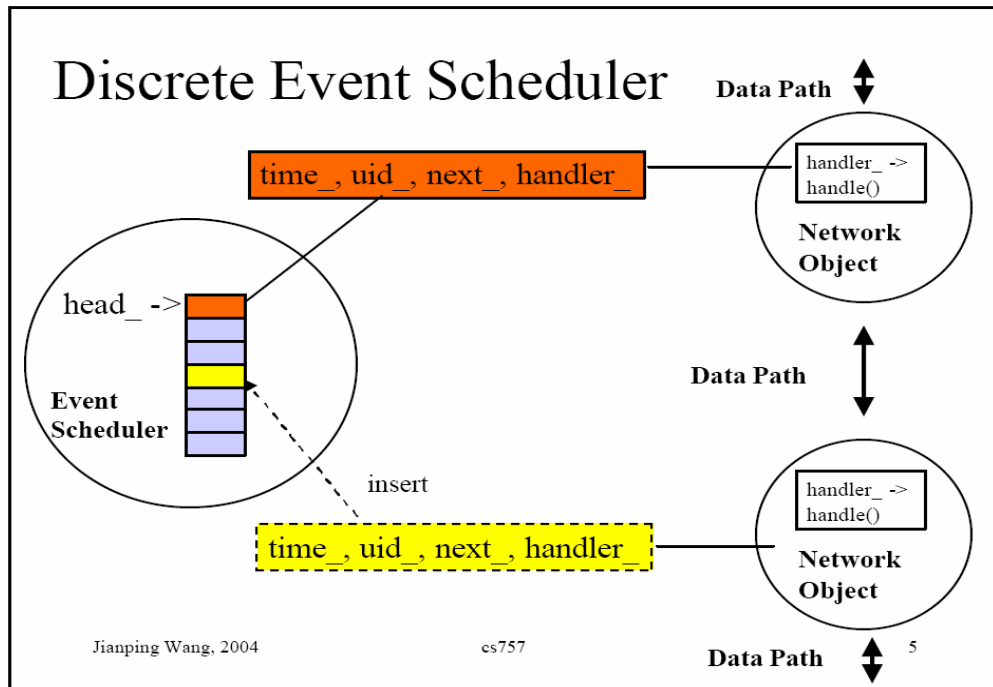 Discrete Event Scheduler
Data Path
time_, uid_, next_, handler_
handler_ ->
handle()
Network
Object
head_ ->
Event
Scheduler
Data Path
insert
time_, uid_, next_, handler_
handler_ ->
handle()
Network
Object
Jianping Wang, 2004
cs757
Data Path
5